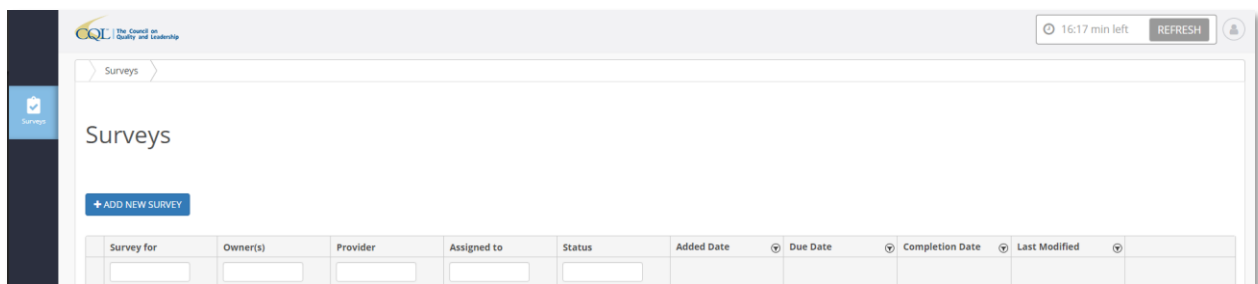 CQL The Council on
Quality and Leadership
16:17 min left REFRESH
Surveys
Surveys
Surveys
+ ADD NEW SURVEY
Survey for Owner(s) Provider Assigned to Status Added Date Due Date Completion Date Last Modified